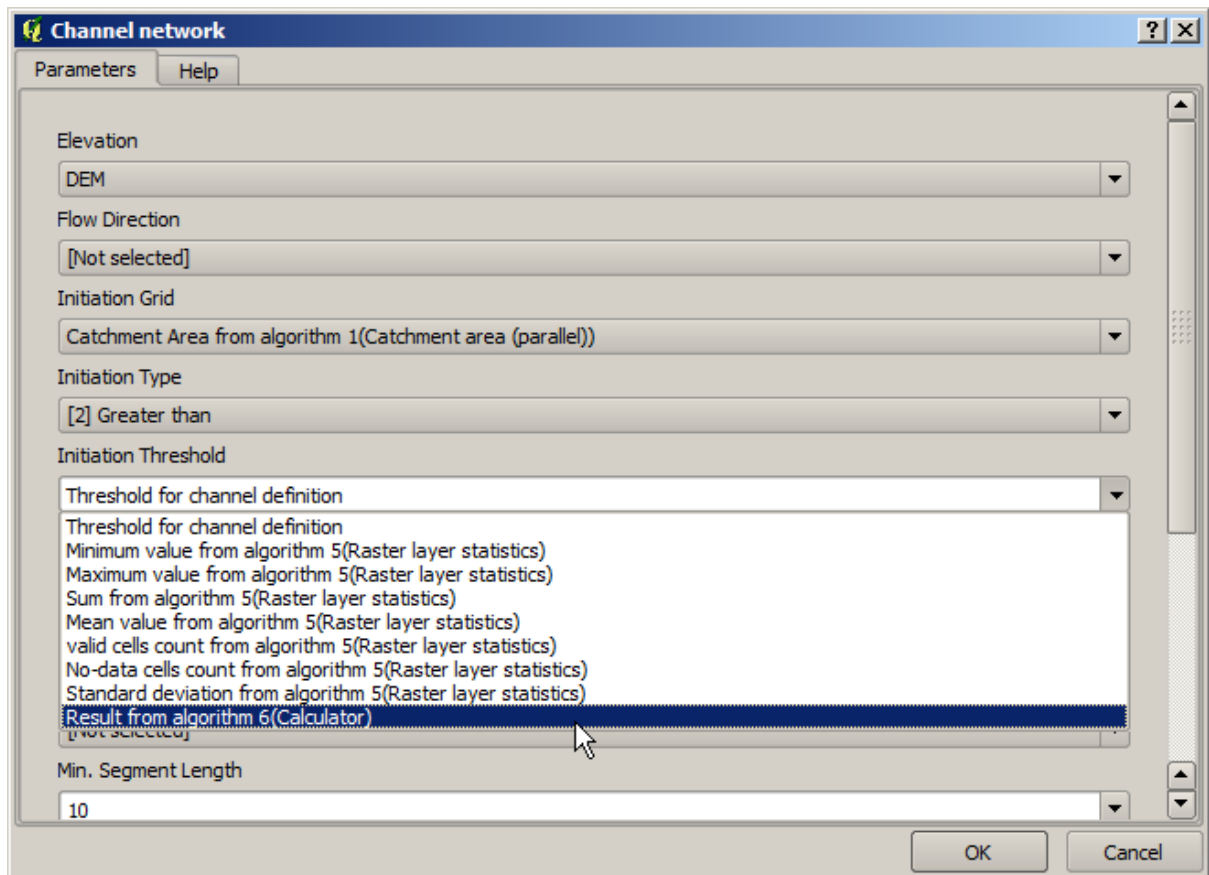 Channel network
Parameters
Help
Elevation
DEM
Flow Direction
[Not selected]
Initiation Grid
Catchment Area from algorithm 1(Catchment area (parallel))
Initiation Type
[2] Greater than
Initiation Threshold
Threshold for channel definition
Threshold for channel definition
Minimum value from algorithm 5(Raster layer statistics)
Maximum value from algorithm 5(Raster layer statistics)
Sum from algorithm 5(Raster layer statistics)
Mean value from algorithm 5(Raster layer statistics)
valid cells count from algorithm 5(Raster layer statistics)
No-data cells count from algorithm 5(Raster layer statistics)
Standard deviation from algorithm 5(Raster layer statistics)
Result from algorithm 6(Calculator)
[Not selected]
Min. Segment Length
10
OK
Cancel